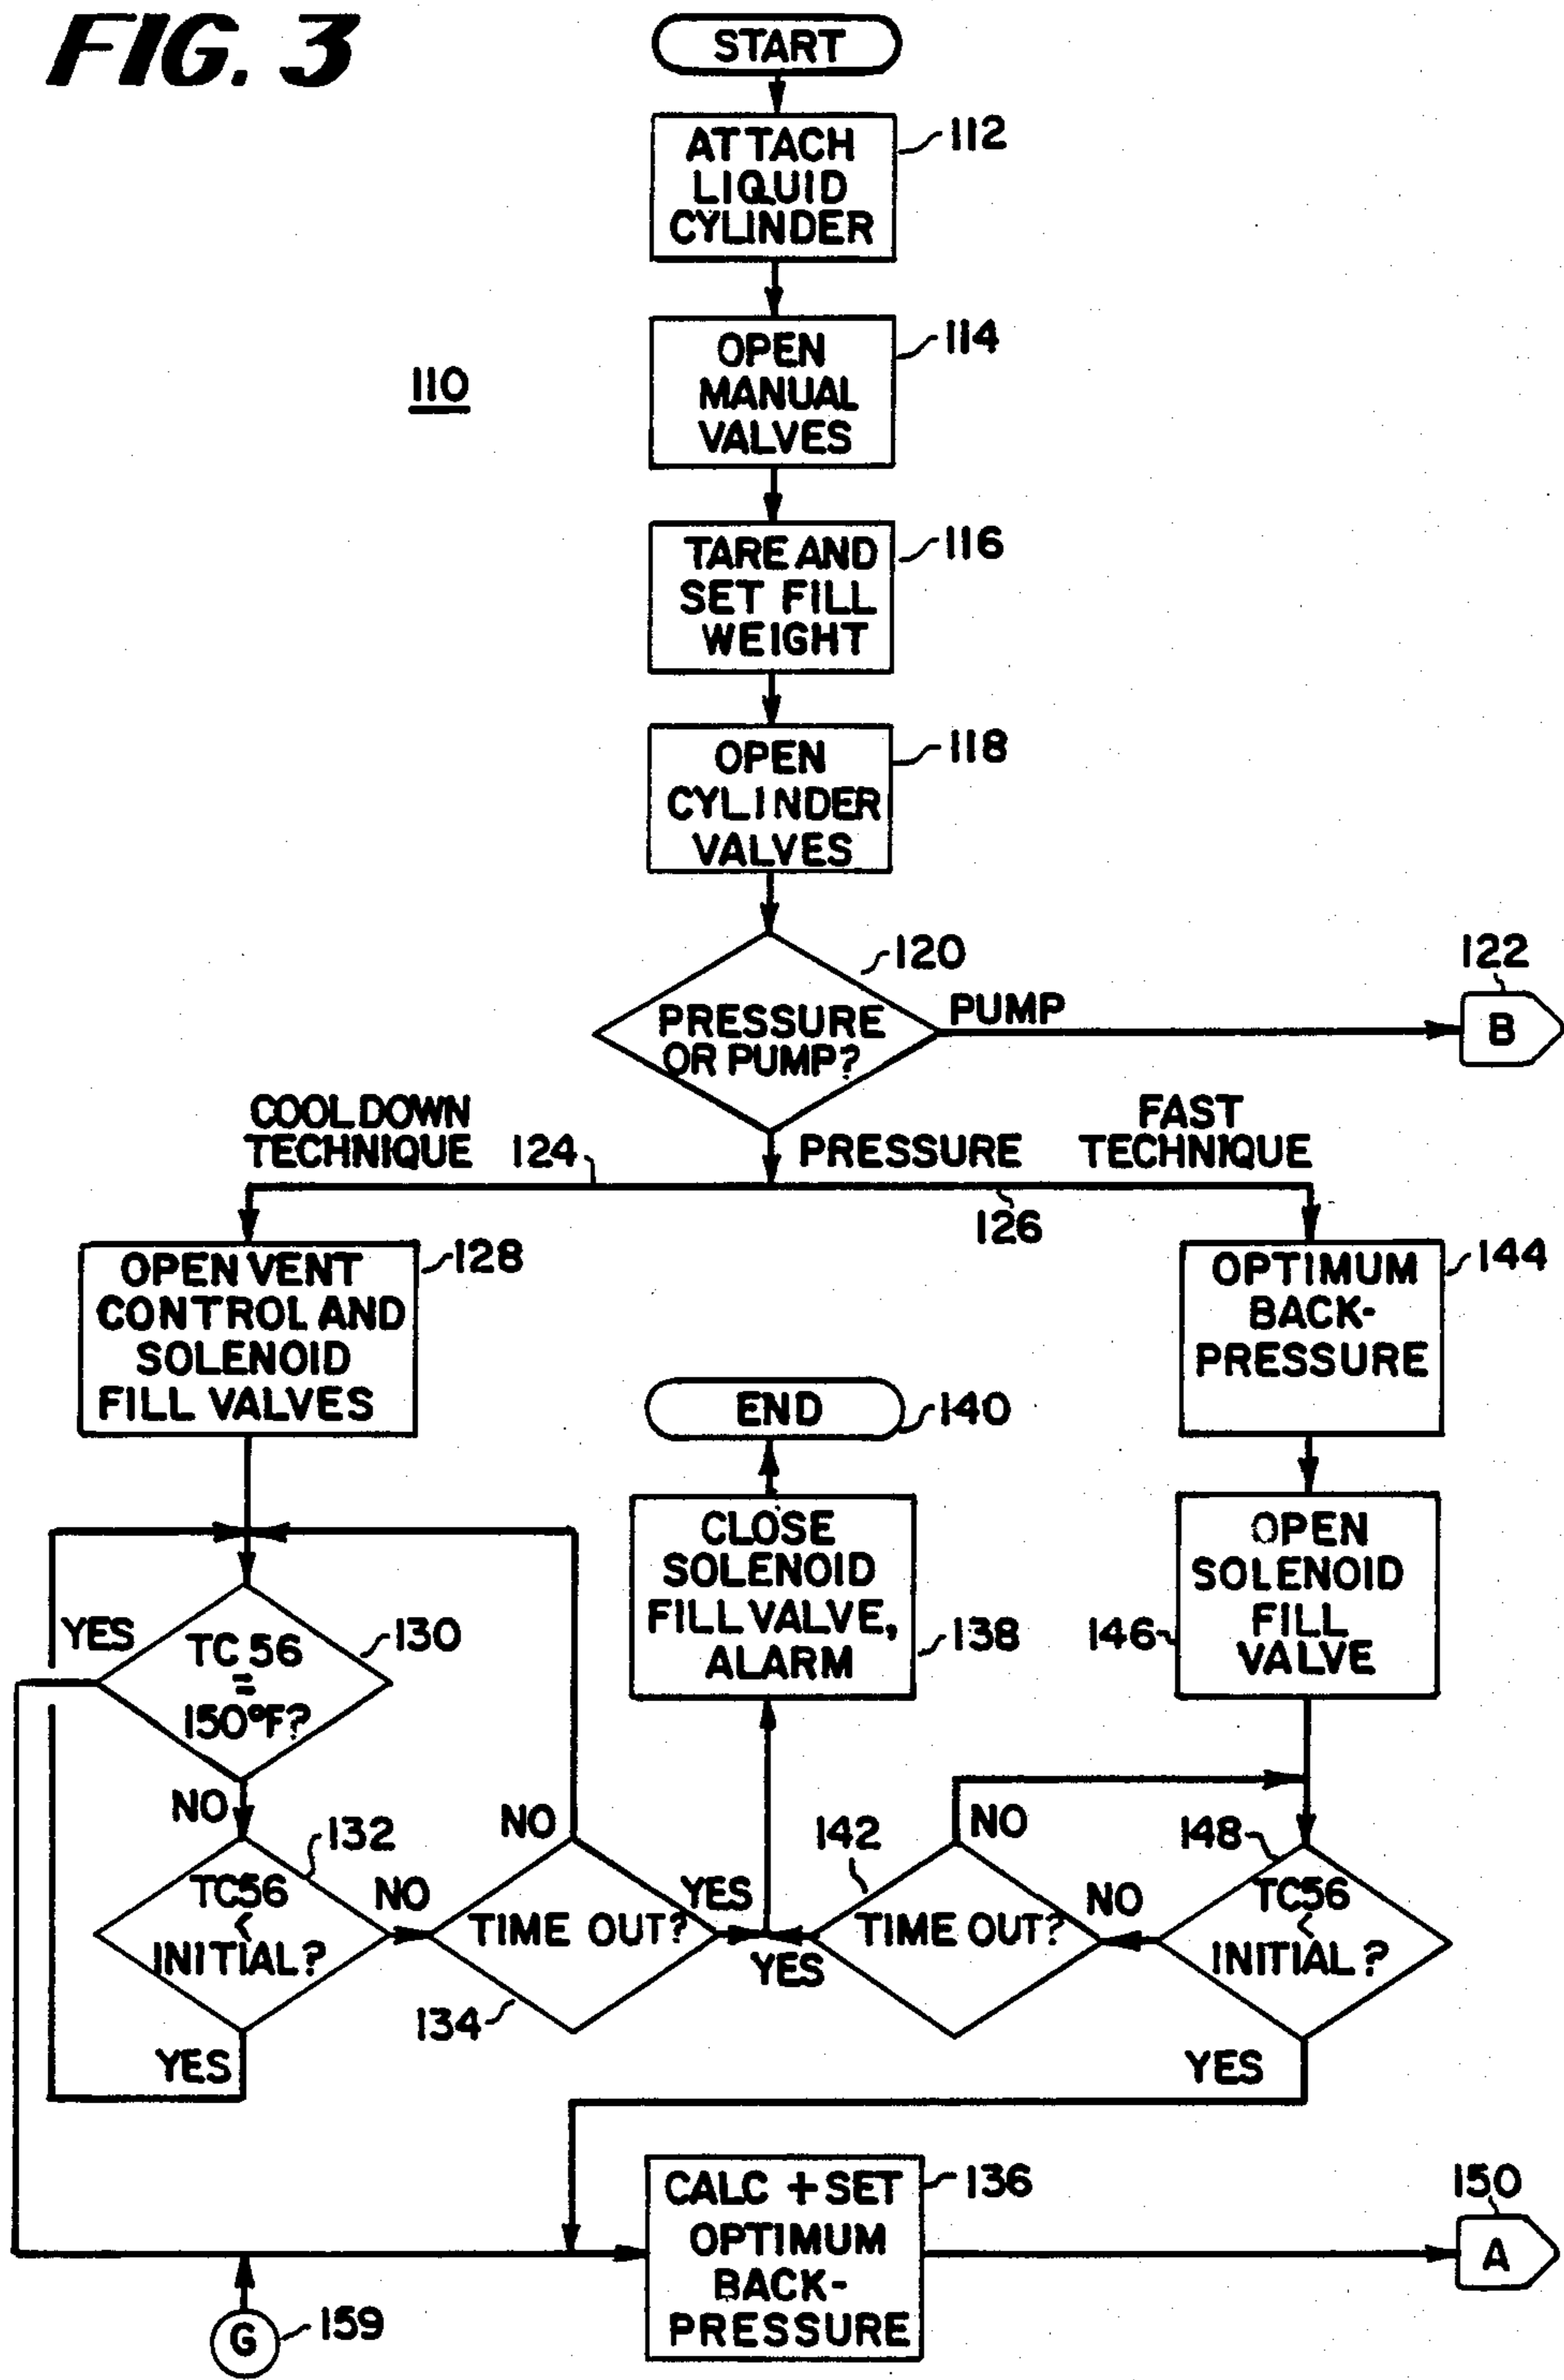 FIG. 3
START
ATTACH
LIQUID
CYLINDER
112
OPEN
MANUAL
VALVES
114
110
TARE AND
SET FILL
WEIGHT
116
OPEN
CYLINDER
VALVES
118
PRESSURE
OR PUMP?
120
PUMP
122
B
COOLDOWN
TECHNIQUE
124
PRESSURE
FAST
TECHNIQUE
126
OPEN VENT
CONTROL AND
SOLENOID
FILL VALVES
128
OPTIMUM
BACK-
PRESSURE
144
END
140
CLOSE
SOLENOID
FILL VALVE,
ALARM
138
OPEN
SOLENOID
FILL
VALVE
146
YES
TC 56
=
150°F?
130
NO
TC56
<
INITIAL?
132
NO
YES
NO
TIME OUT?
134
YES
YES
142
NO
TIME OUT?
NO
148
TC56
<
INITIAL?
YES
CALC + SET
OPTIMUM
BACK-
PRESSURE
136
150
A
G
159